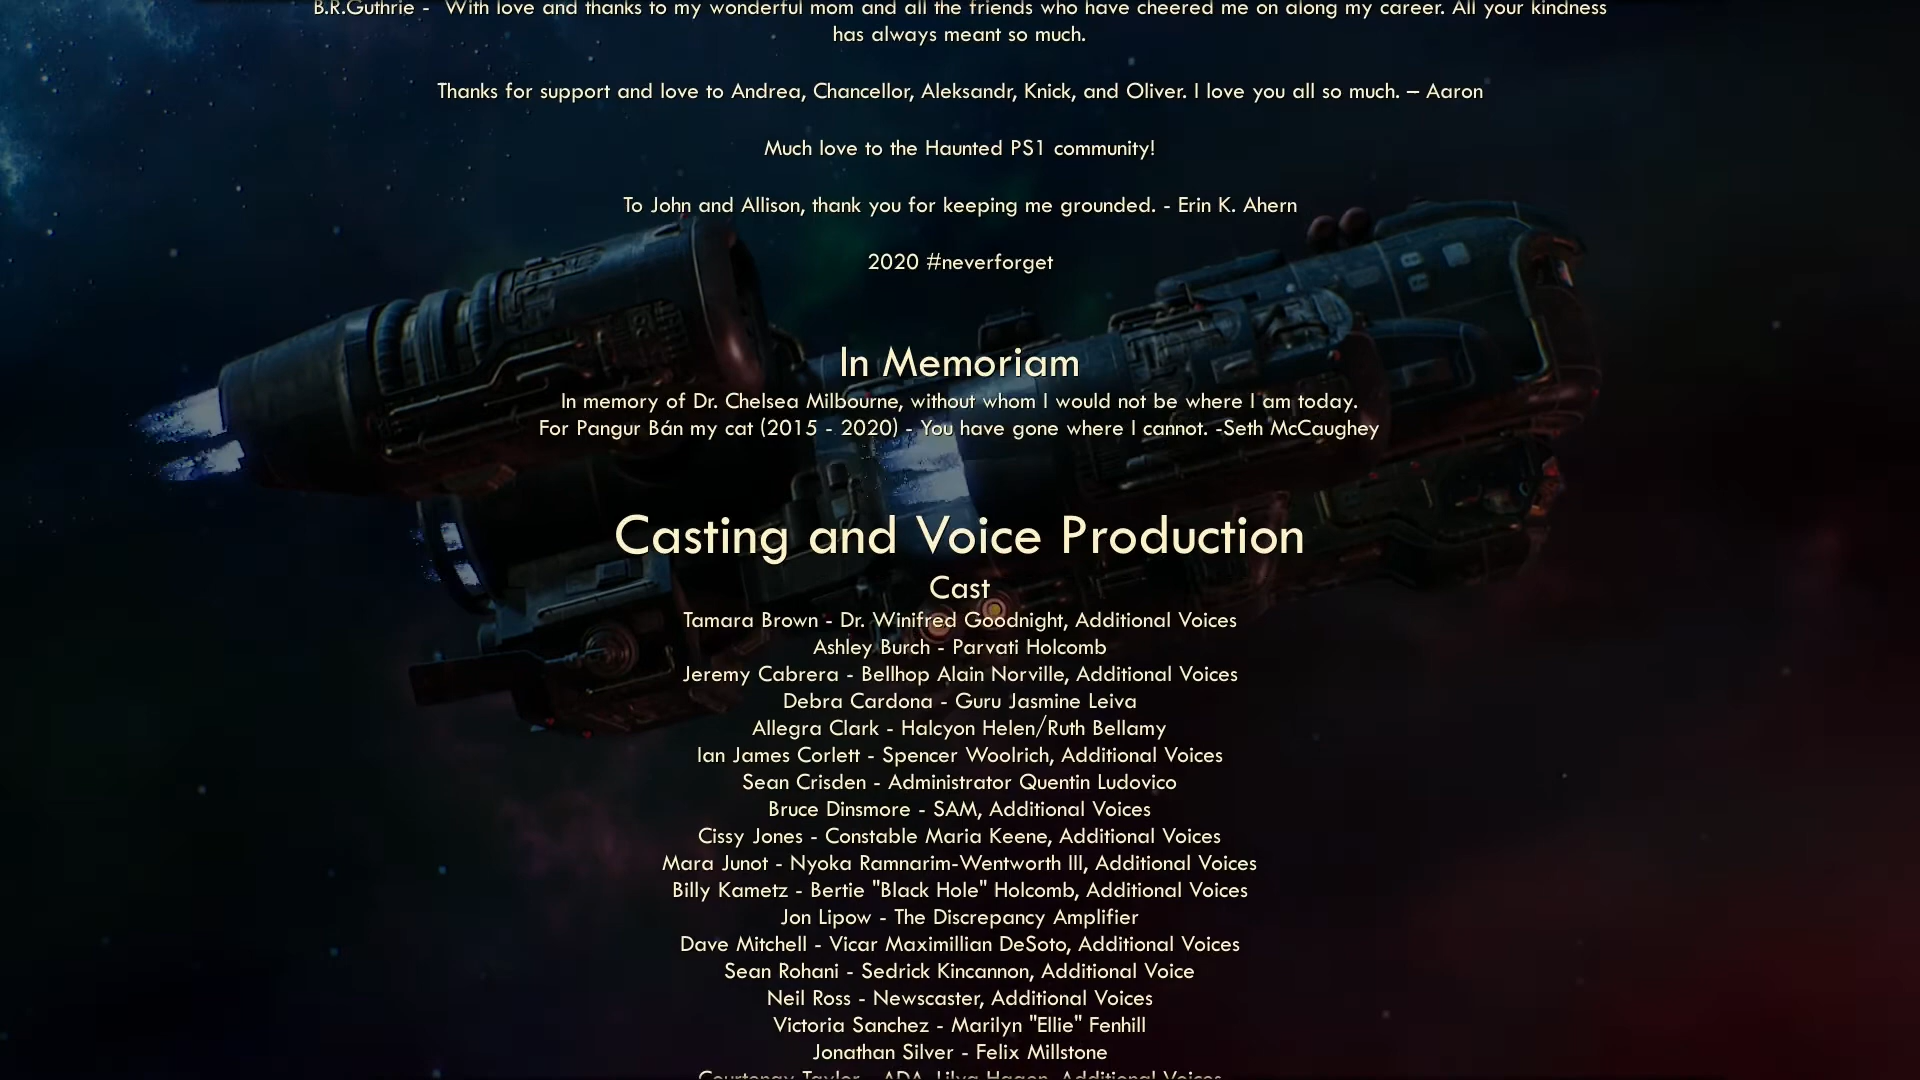 B.R.Guthrie - With love and thanks to my wonderful mom and all the friends who have cheered me on along my career. All your kindness
has always meant so much.
Thanks for support and love to Andrea, Chancellor, Aleksandr, Knick, and Oliver. I love you all so much. – Aaron
Much love to the Haunted PS1 community!
To John and Allison, thank you for keeping me grounded. - Erin K. Ahern
2020 #neverforget
In Memoriam
In memory of Dr. Chelsea Milbourne, without whom I would not be where I am today.
For Pangur Bán my cat (2015 - 2020) - You have gone where I cannot. -Seth McCaughey
Casting and Voice Production
Cast
Tamara Brown - Dr. Winifred Goodnight, Additional Voices
Ashley Burch - Parvati Holcomb
Jeremy Cabrera - Bellhop Alain Norville, Additional Voices
Debra Cardona - Guru Jasmine Leiva
Allegra Clark - Halcyon Helen/Ruth Bellamy
Ian James Corlett - Spencer Woolrich, Additional Voices
Sean Crisden - Administrator Quentin Ludovico
Bruce Dinsmore - SAM, Additional Voices
Cissy Jones - Constable Maria Keene, Additional Voices
Mara Junot - Nyoka Ramnarim-Wentworth III, Additional Voices
Billy Kametz - Bertie "Black Hole" Holcomb, Additional Voices
Jon Lipow - The Discrepancy Amplifier
Dave Mitchell - Vicar Maximillian DeSoto, Additional Voices
Sean Rohani - Sedrick Kincannon, Additional Voice
Neil Ross - Newscaster, Additional Voices
Victoria Sanchez - Marilyn "Ellie" Fenhill
Jonathan Silver - Felix Millstone
Courtenay Taylor - ADA, Lilya Hagen, Additional Voices